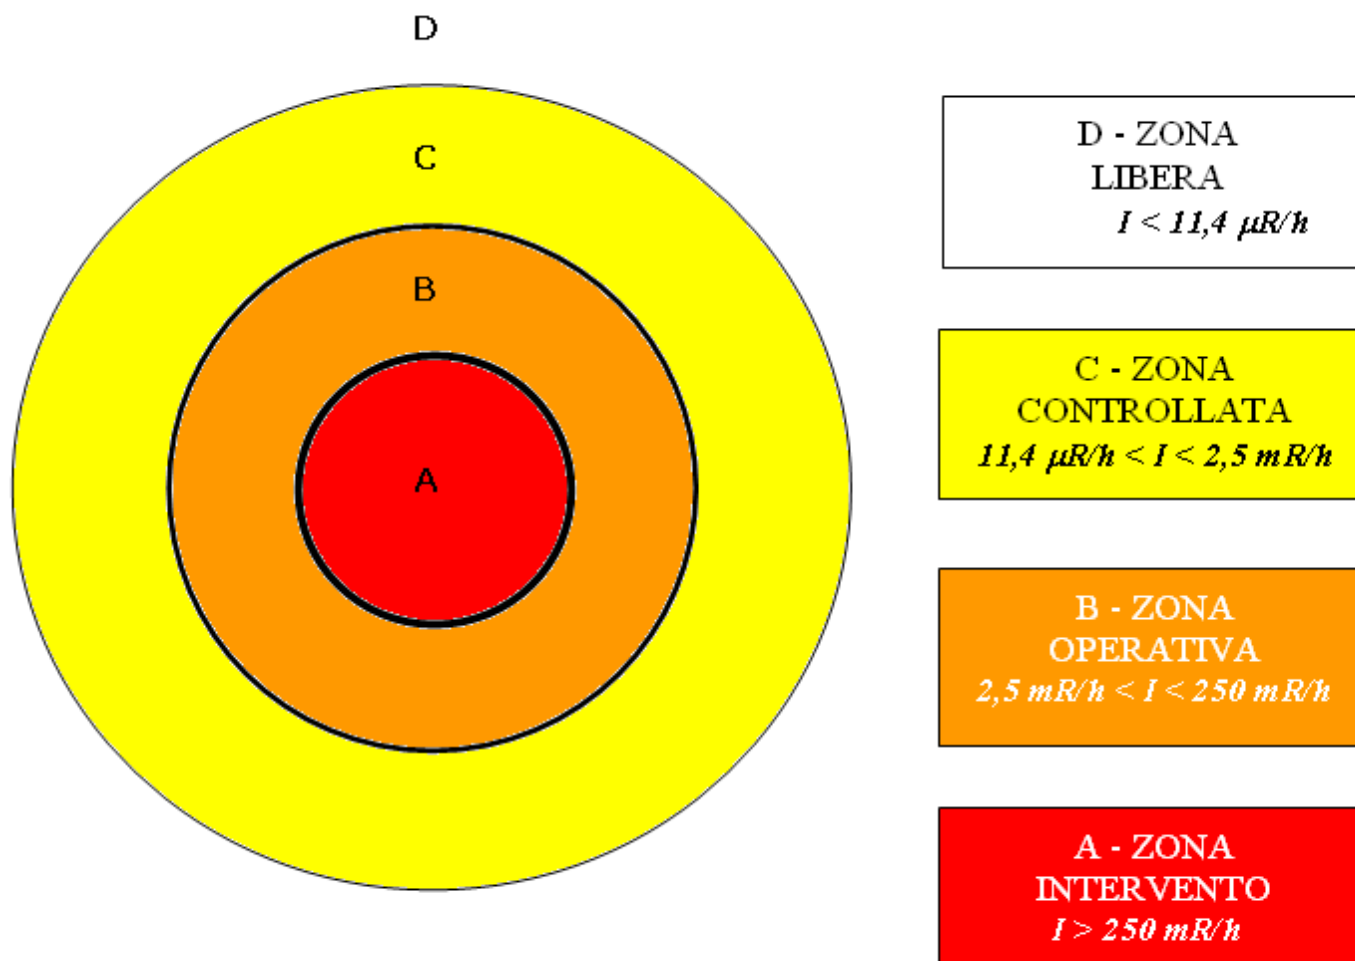 D
C
B
A
D - ZONA
LIBERA
I < 11,4 μR/h
C - ZONA
CONTROLLATA
11,4 μR/h < I < 2,5 mR/h
B - ZONA
OPERATIVA
2,5 mR/h < I < 250 mR/h
A - ZONA
INTERVENTO
I > 250 mR/h